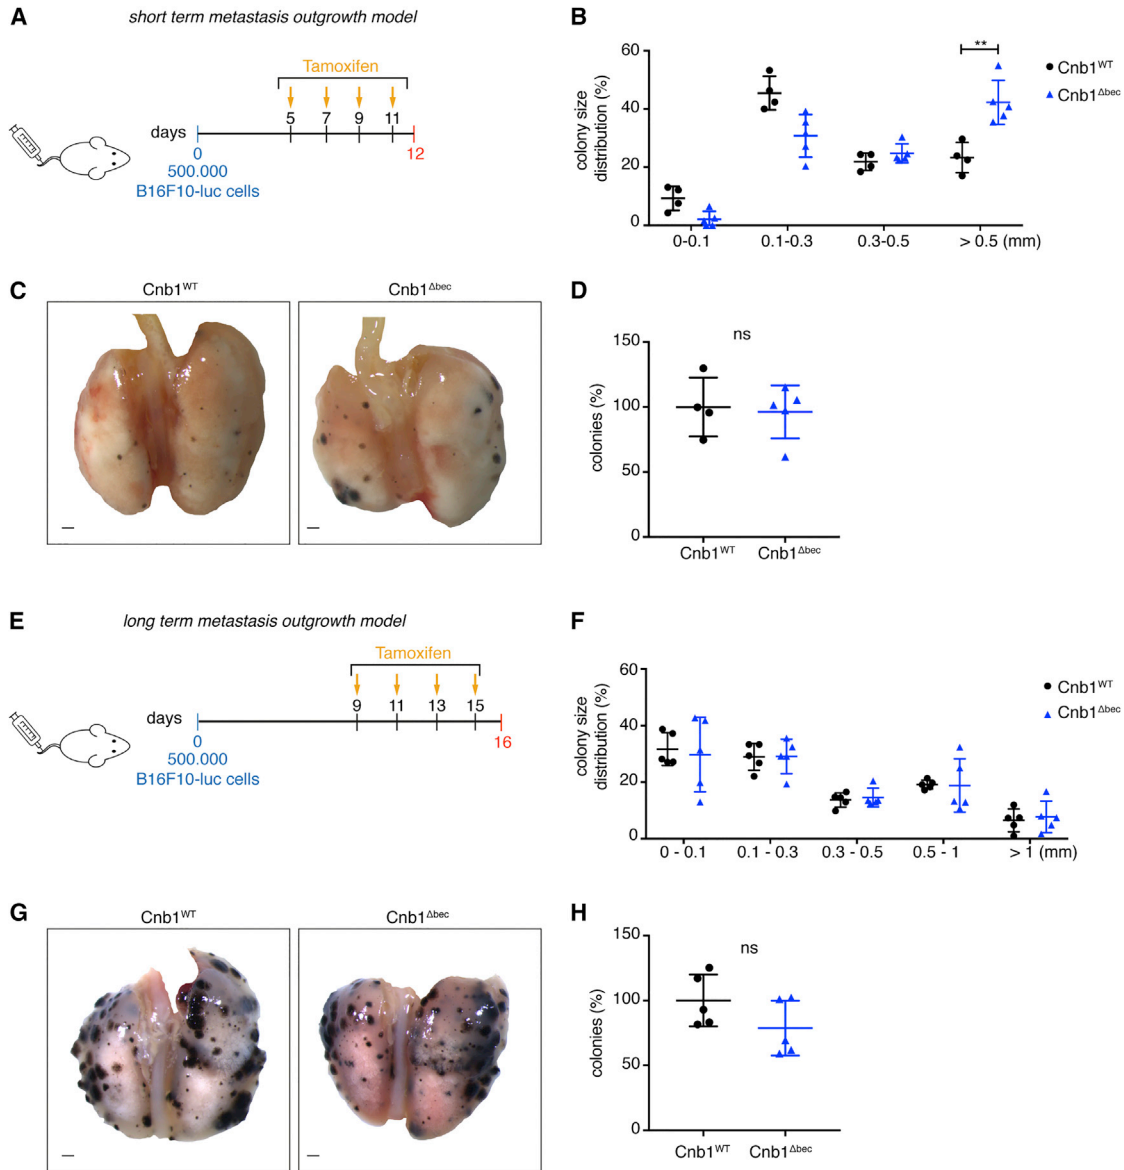 A
short term metastasis outgrowth model
Tamoxifen
days
5 7 9 11
0
12
500.000
B16F10-luc cells
B
colony size
distribution (%)
60
40
20
0
**
0-0.1 0.1-0.3 0.3-0.5 > 0.5 (mm)
Cnb1WT
Cnb1Δbec
C
Cnb1WT
Cnb1Δbec
D
colonies (%)
150
100
50
0
ns
Cnb1WT Cnb1Δbec
E
long term metastasis outgrowth model
Tamoxifen
days
9 11 13 15
0
16
500.000
B16F10-luc cells
F
colony size
distribution (%)
60
40
20
0
0 - 0.1 0.1 - 0.3 0.3 - 0.5 0.5 - 1 > 1 (mm)
Cnb1WT
Cnb1Δbec
G
Cnb1WT
Cnb1Δbec
H
colonies (%)
150
100
50
0
ns
Cnb1WT Cnb1Δbec